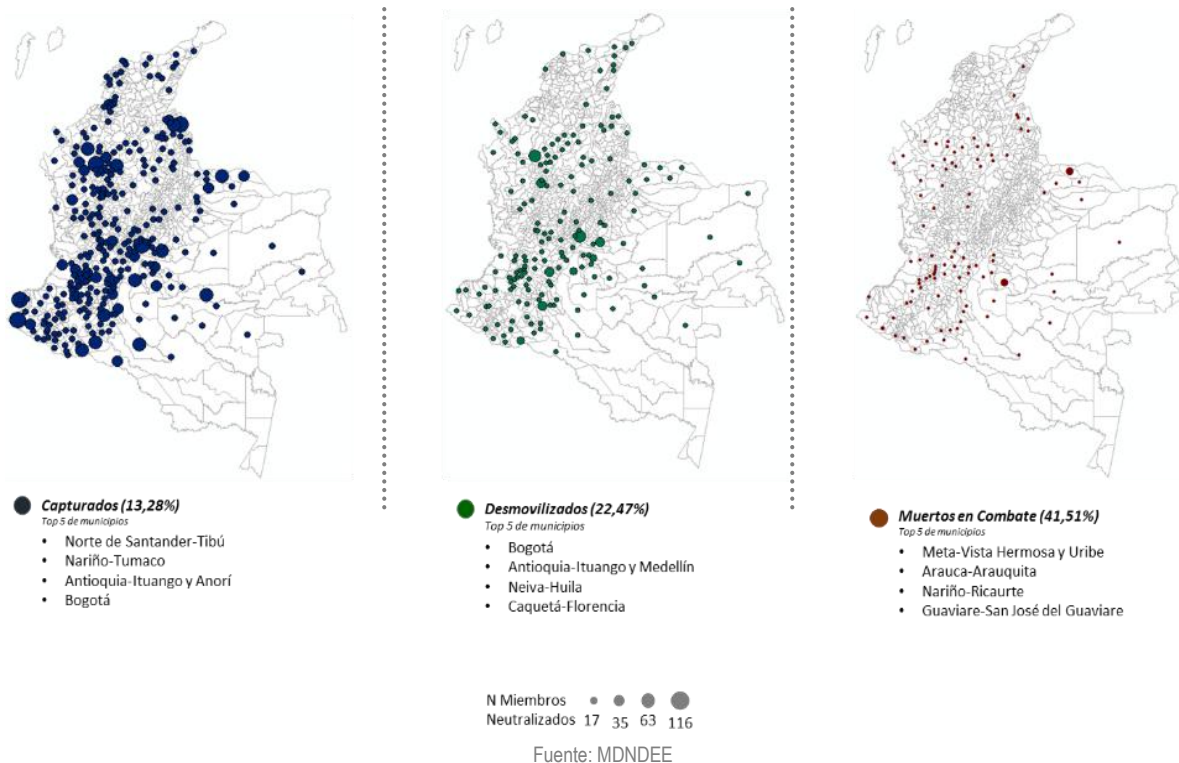 Capturados (13,28%)
Top 5 de municipios
• Norte de Santander-Tibú
• Nariño-Tumaco
• Antioquia-Ituango y Anorí
• Bogotá
Desmovilizados (22,47%)
Top 5 de municipios
• Bogotá
• Antioquia-Ituango y Medellín
• Neiva-Huila
• Caquetá-Florencia
Muertos en Combate (41,51%)
Top 5 de municipios
• Meta-Vista Hermosa y Uribe
• Arauca-Arauquita
• Nariño-Ricaurte
• Guaviare-San José del Guaviare
N Miembros
Neutralizados 17 35 63 116
Fuente: MDNDEE